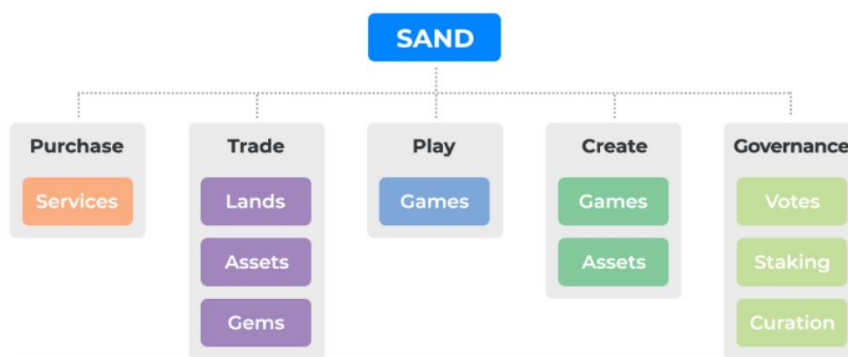 SAND
Purchase
Services
Trade
Lands
Assets
Gems
Play
Games
Create
Games
Assets
Governance
Votes
Staking
Curation